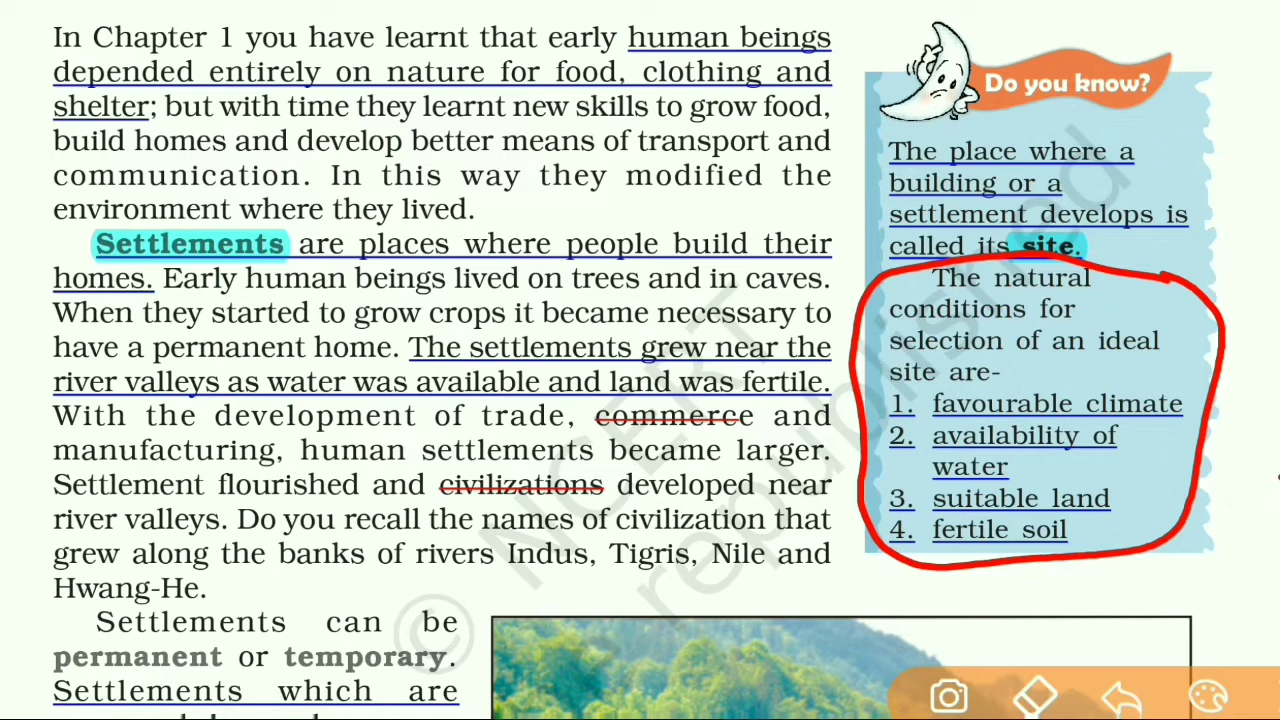 In Chapter 1 you have learnt that early human beings
depended entirely on nature for food, clothing and
shelter; but with time they learnt new skills to grow food,
build homes and develop better means of transport and
communication. In this way they modified the
environment where they lived.
Settlements are places where people build their
homes. Early human beings lived on trees and in caves.
When they started to grow crops it became necessary to
have a permanent home. The settlements grew near the
river valleys as water was available and land was fertile.
With the development of trade, commerce and
manufacturing, human settlements became larger.
Settlement flourished and civilizations developed near
river valleys. Do you recall the names of civilization that
grew along the banks of rivers Indus, Tigris, Nile and
Hwang-He.
Settlements can be
permanent or temporary.
Settlements which are
Do you know?
The place where a
building or a
settlement develops is
called its site.
The natural
conditions for
selection of an ideal
site are-
1. favourable climate
2. availability of
water
3. suitable land
4. fertile soil
© NCERT
republished